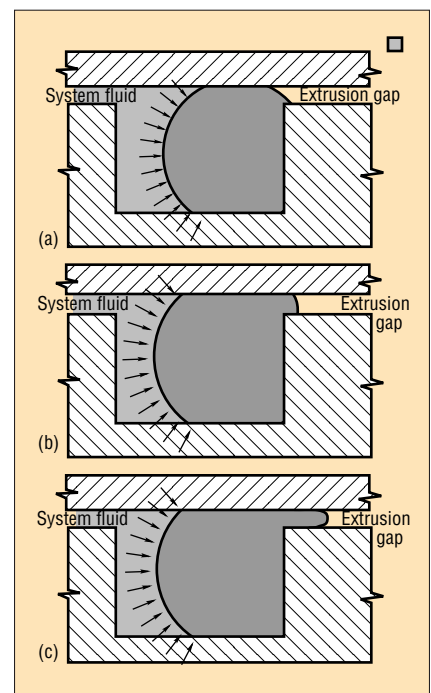 System fluid
Extrusion gap
(a)
System fluid
Extrusion
gap
(b)
System fluid
Extrusion
gap
(c)